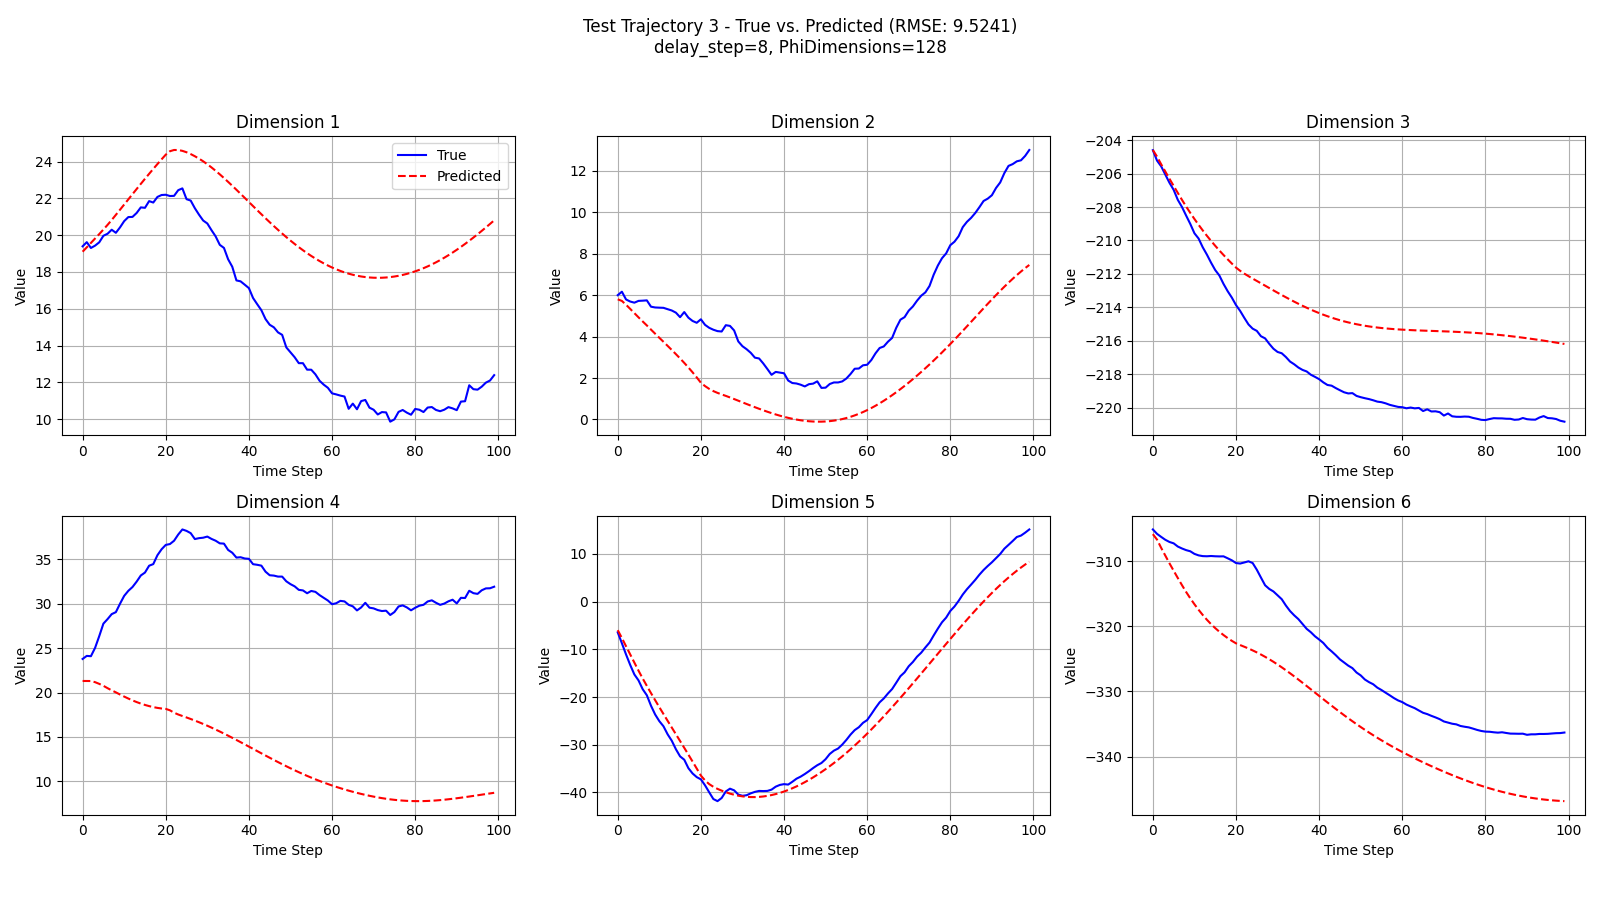 Test Trajectory 3 - True vs. Predicted (RMSE: 9.5241)
delay_step=8, PhiDimensions=128
Dimension 1
True
Predicted
24
22
20
18
16
14
12
10
Value
0 20 40 60 80 100
Time Step
Dimension 2
12
10
8
6
4
2
0
Value
0 20 40 60 80 100
Time Step
Dimension 3
−204
−206
−208
−210
−212
−214
−216
−218
−220
Value
0 20 40 60 80 100
Time Step
Dimension 4
35
30
25
20
15
10
Value
0 20 40 60 80 100
Time Step
Dimension 5
10
0
−10
−20
−30
−40
Value
0 20 40 60 80 100
Time Step
Dimension 6
−310
−320
−330
−340
Value
0 20 40 60 80 100
Time Step